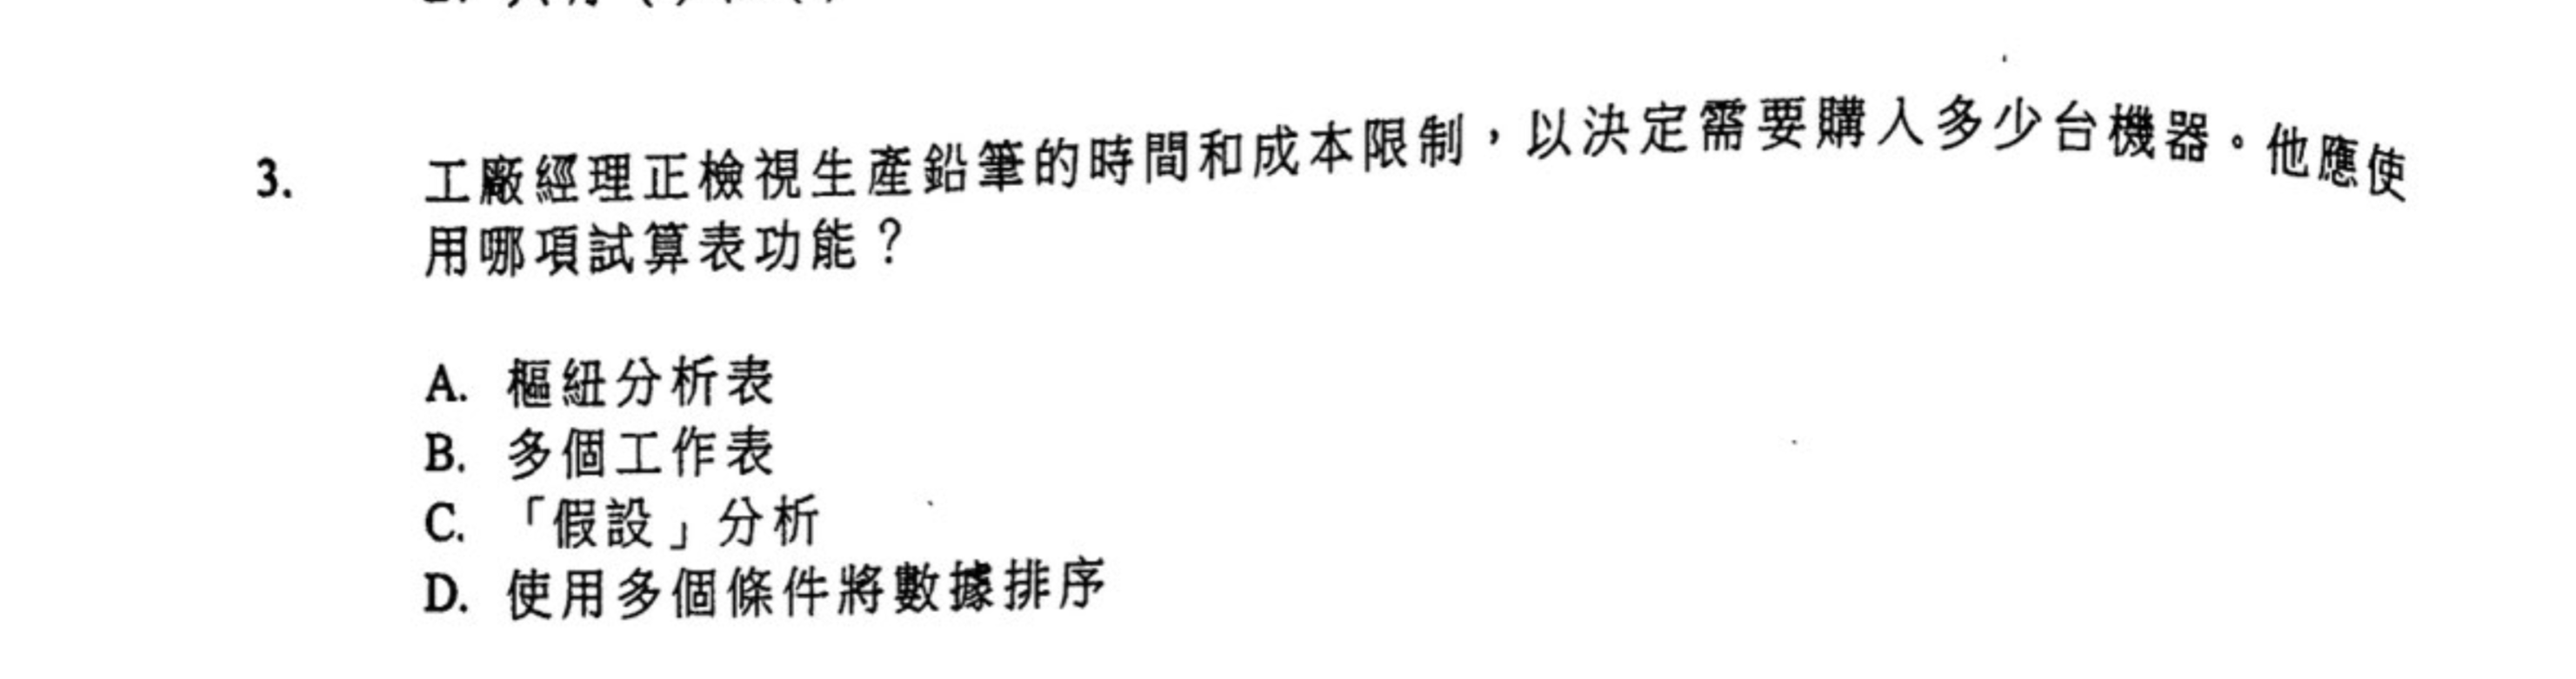 3. 工廠經理正檢視生產鉛筆的時間和成本限制，以決定需要購入多少台機器。他應使
用哪項試算表功能？
A. 樞紐分析表
B. 多個工作表
C. 「假設」分析
D. 使用多個條件將數據排序